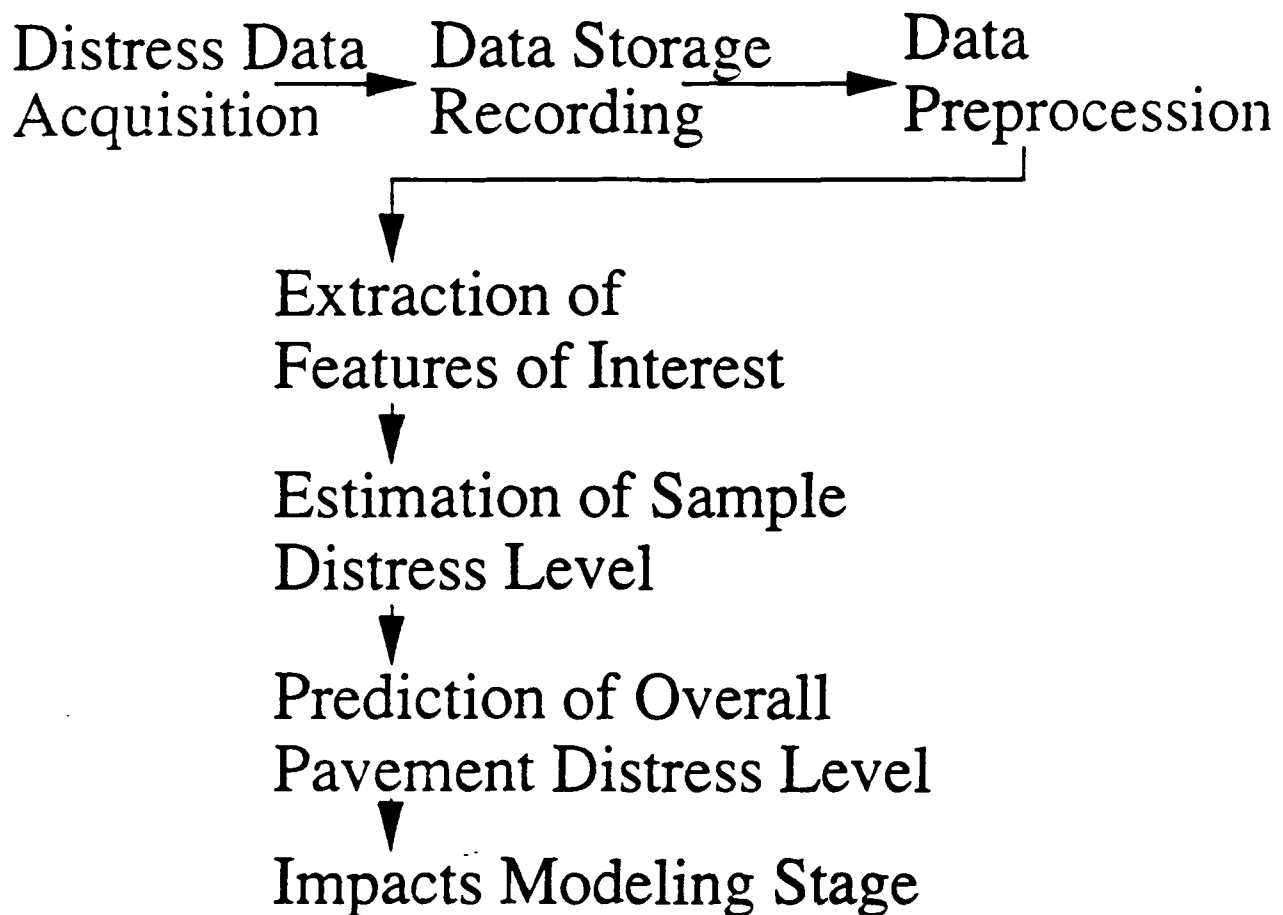 Distress Data
Acquisition
Data Storage
Recording
Data
Preprocession
Extraction of
Features of Interest
Estimation of Sample
Distress Level
Prediction of Overall
Pavement Distress Level
Impacts Modeling Stage